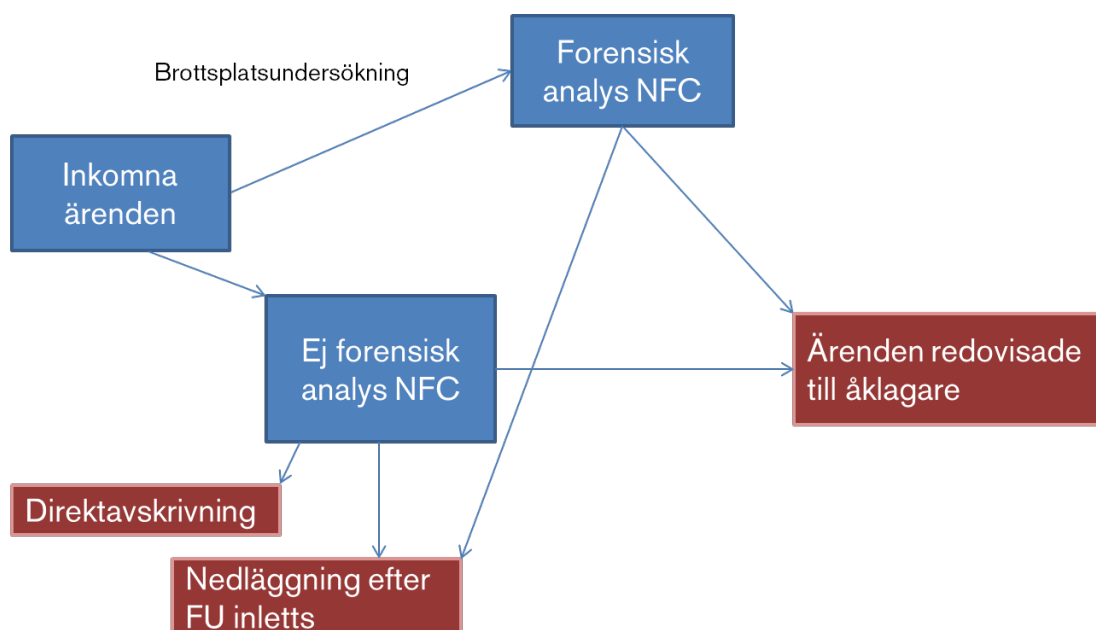 Forensisk
analys NFC
Brottsplatsundersökning
Inkomna
ärenden
Ej forensisk
analys NFC
Ärenden redovisade
till åklagare
Direktavskrivning
Nedläggning efter
FU inletts